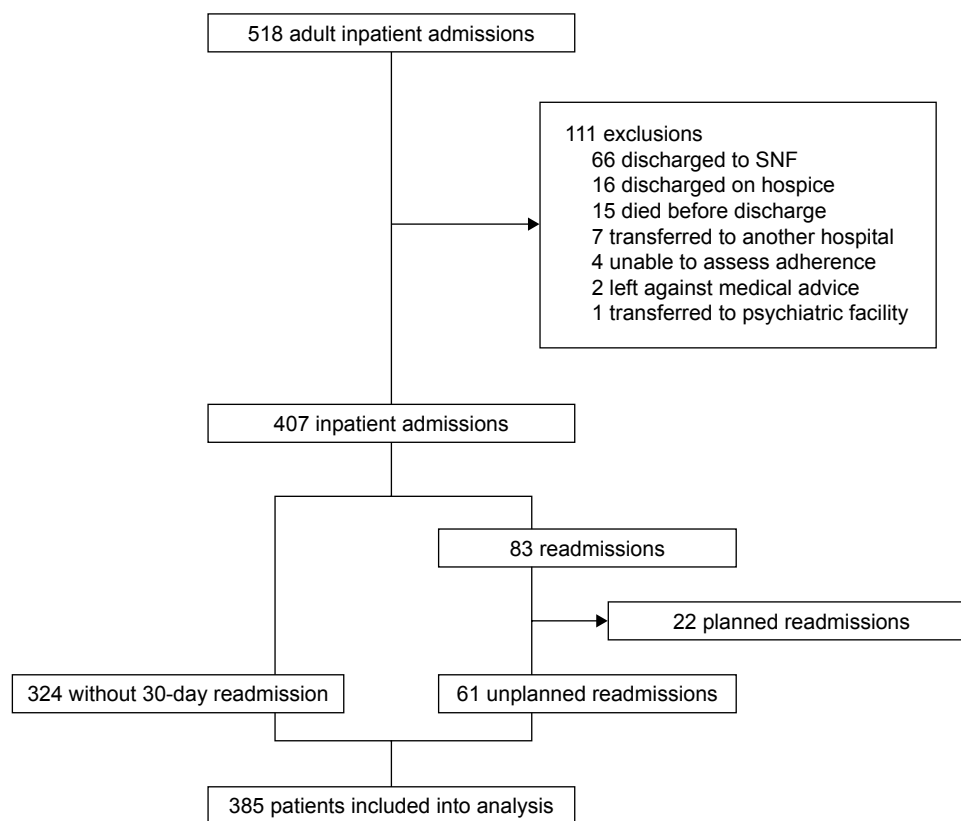 518 adult inpatient admissions
111 exclusions
66 discharged to SNF
16 discharged on hospice
15 died before discharge
7 transferred to another hospital
4 unable to assess adherence
2 left against medical advice
1 transferred to psychiatric facility
407 inpatient admissions
83 readmissions
22 planned readmissions
324 without 30-day readmission
61 unplanned readmissions
385 patients included into analysis